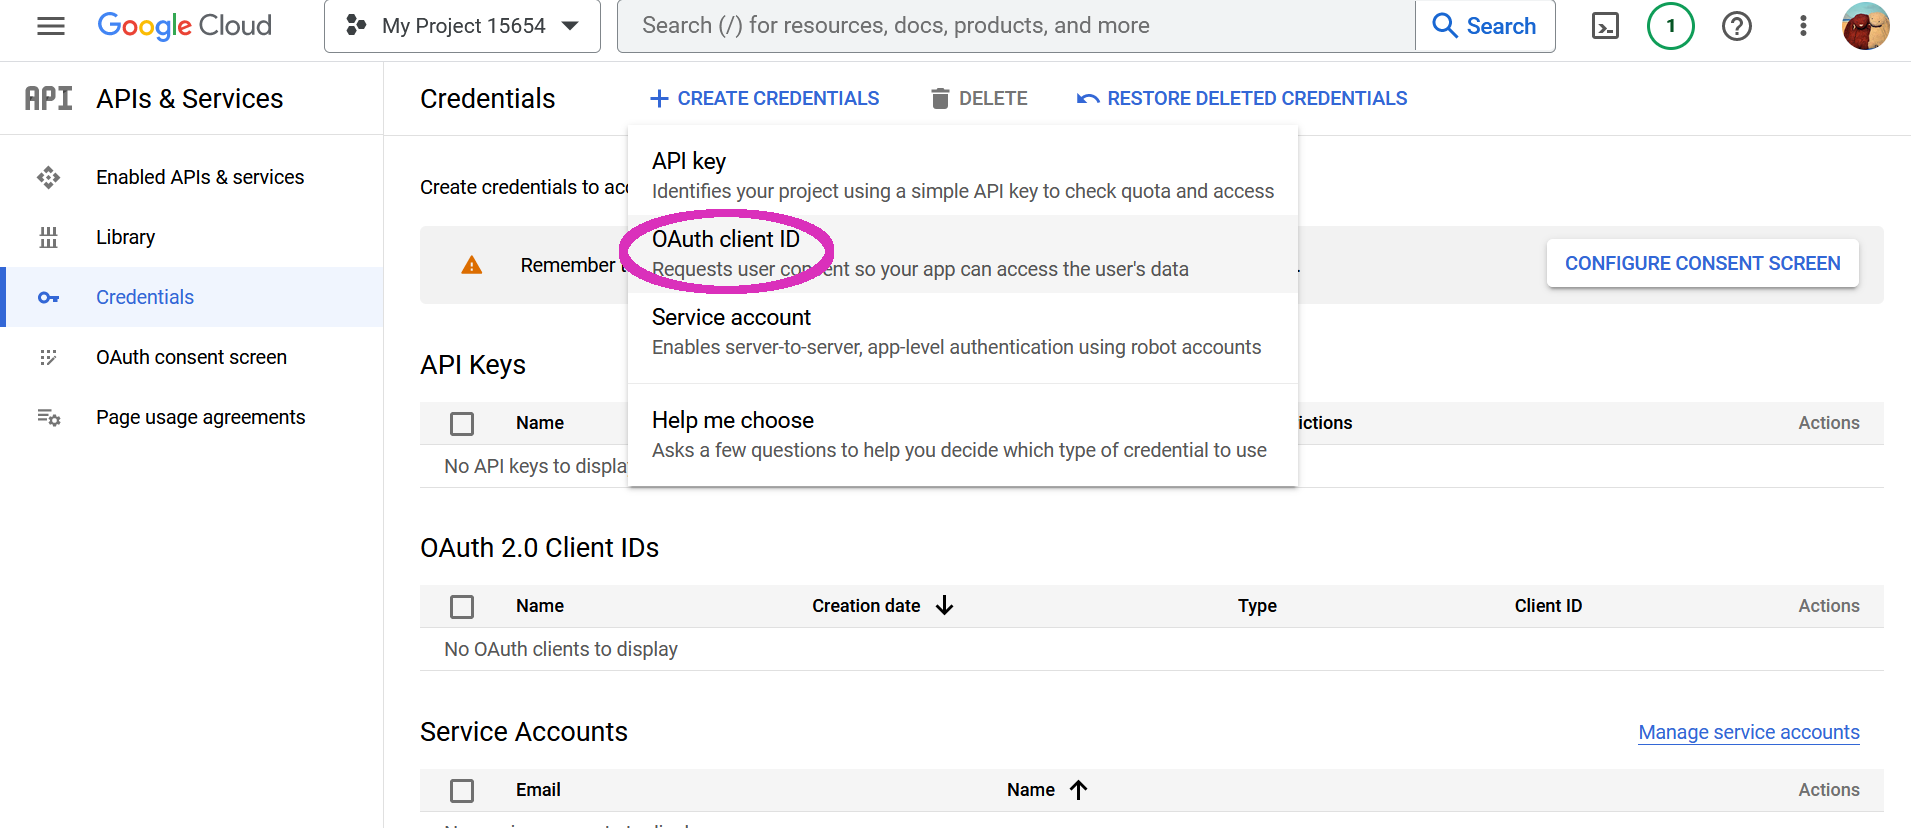 Google Cloud
My Project 15654
Search (/) for resources, docs, products, and more
Search
1
API
APIs & Services
Credentials
CREATE CREDENTIALS
DELETE
RESTORE DELETED CREDENTIALS
Enabled APIs & services
Library
Credentials
OAuth consent screen
Page usage agreements
Create credentials to
API key
Identifies your project using a simple API key to check quota and access
OAuth client ID
Requests user consent so your app can access the user's data
Service account
Enables server-to-server, app-level authentication using robot accounts
Help me choose
Asks a few questions to help you decide which type of credential to use
Remember
CONFIGURE CONSENT SCREEN
API Keys
Name
ictions
Actions
No API keys to displa
OAuth 2.0 Client IDs
Name
Creation date
Type
Client ID
Actions
No OAuth clients to display
Service Accounts
Manage service accounts
Email
Name
Actions